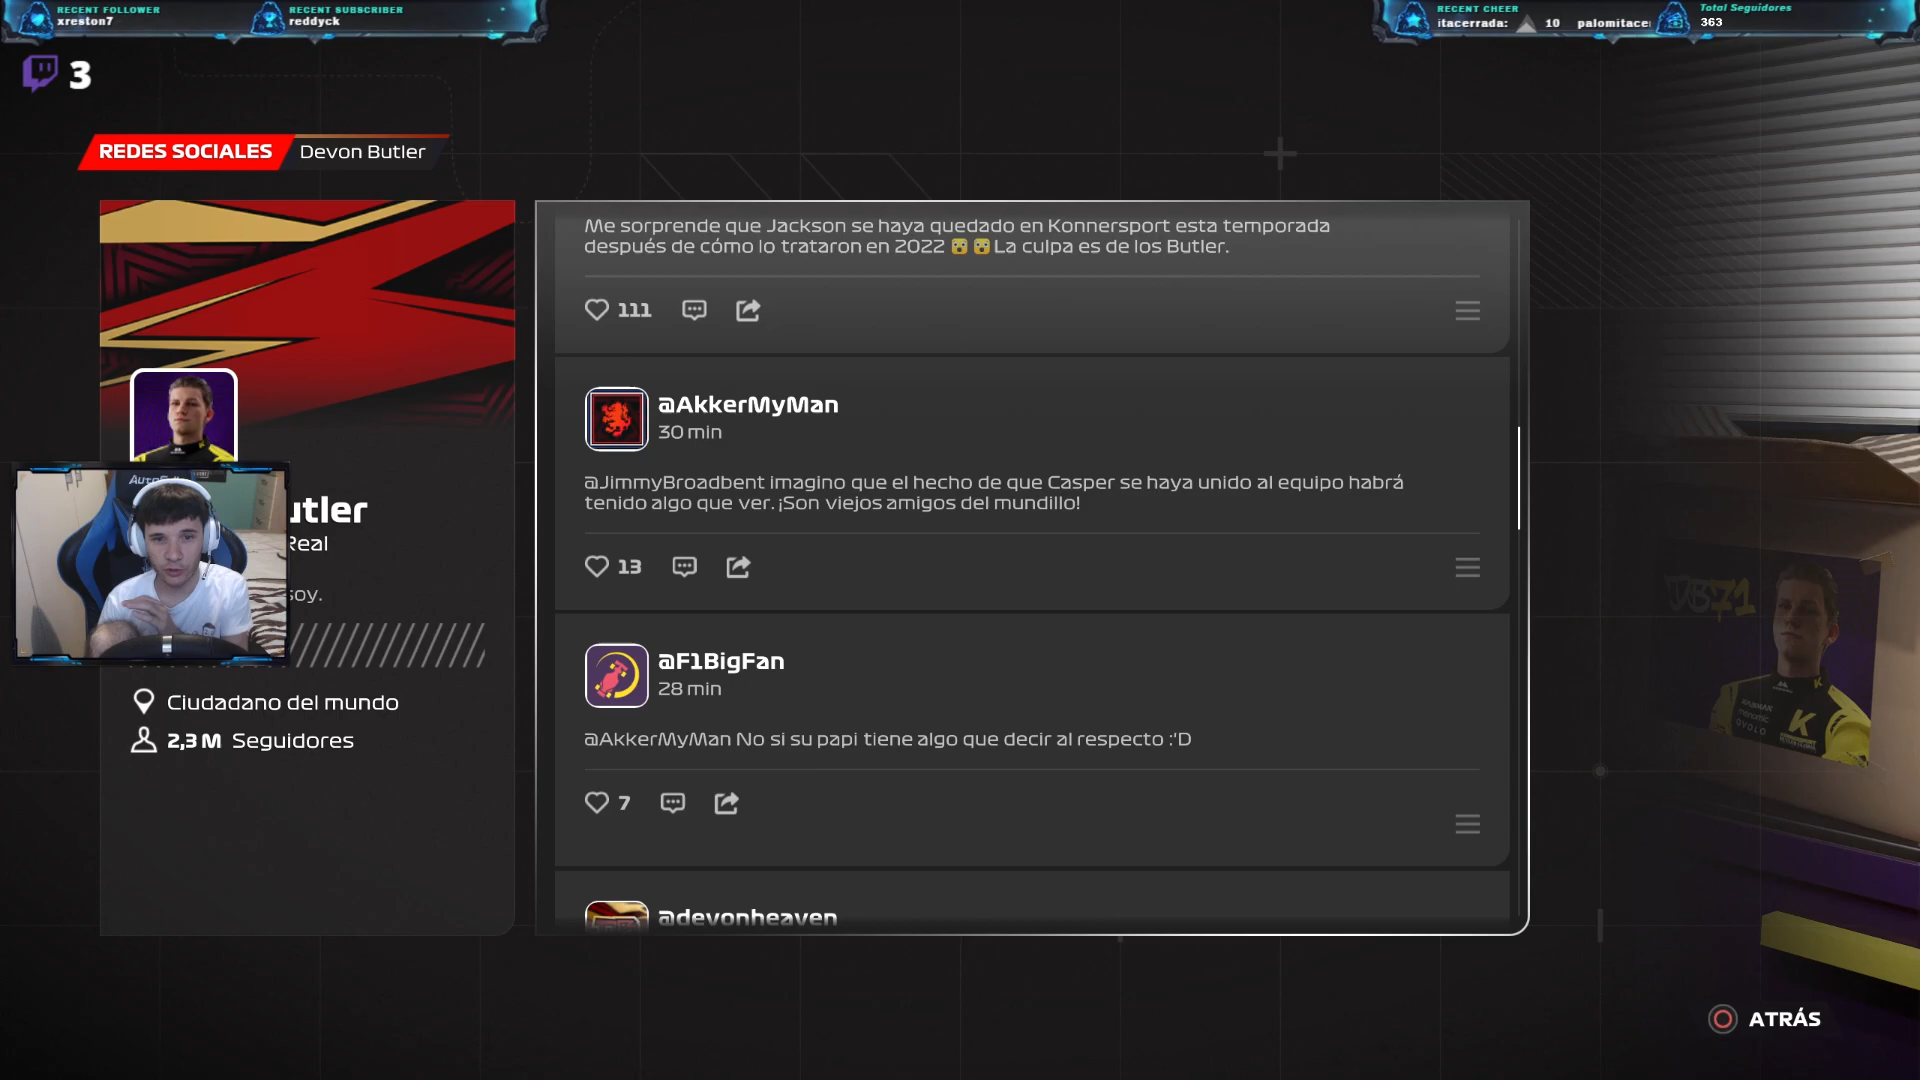 RECENT FOLLOWER
xreston7
RECENT SUBSCRIBER
reddyck
RECENT CHEER
itacerrada: 10 palomitace
Total Seguidores
363
3
REDES SOCIALES
Devon Butler
Me sorprende que Jackson se haya quedado en Konnersport esta temporada
después de cómo lo trataron en 2022 😲😲La culpa es de los Butler.
111
@AkkerMyMan
30 min
@JimmyBroadbent imagino que el hecho de que Casper se haya unido al equipo habrá
tenido algo que ver. ¡Son viejos amigos del mundillo!
13
@F1BigFan
28 min
@AkkerMyMan No si su papi tiene algo que decir al respecto :'D
7
@devonheaven
utler
Real
soy.
Ciudadano del mundo
2,3 M Seguidores
DB71
K
ATRÁS